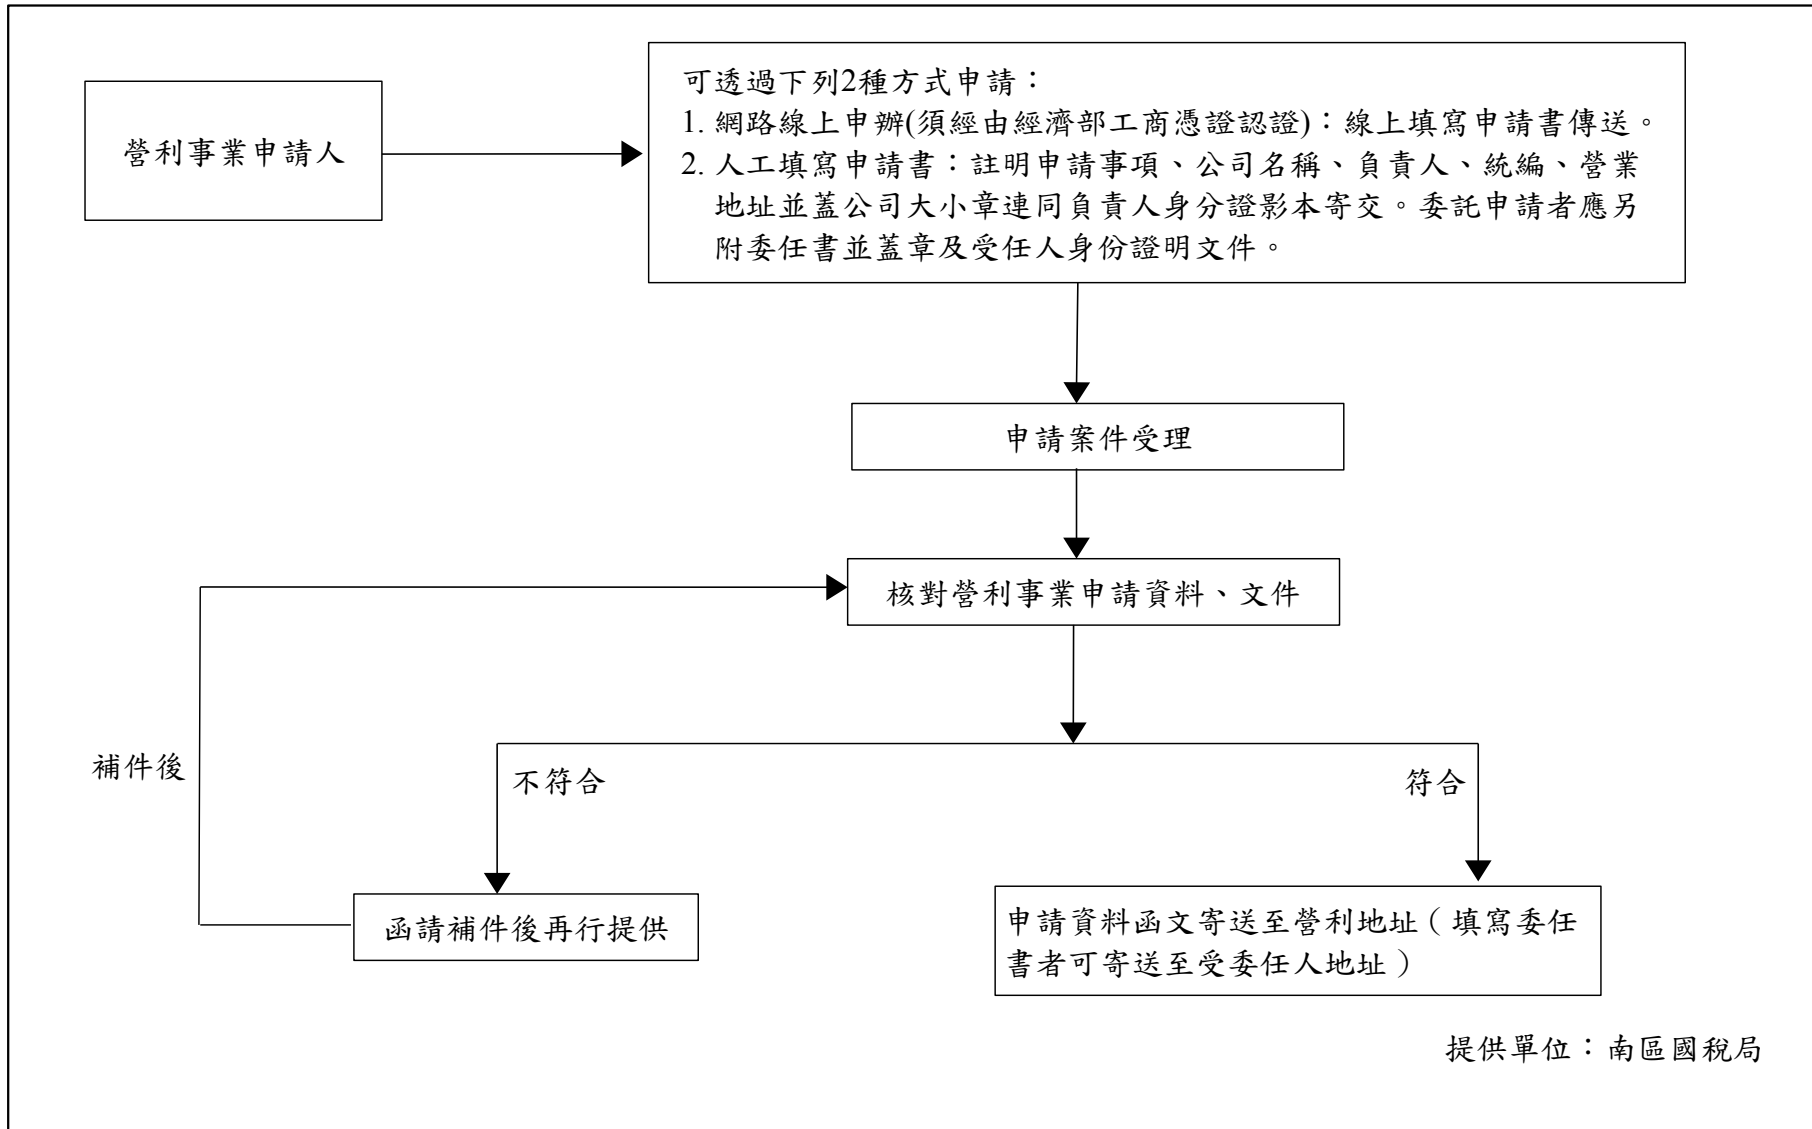 營利事業申請人
可透過下列2種方式申請：
1. 網路線上申辦(須經由經濟部工商憑證認證)：線上填寫申請書傳送。
2. 人工填寫申請書：註明申請事項、公司名稱、負責人、統編、營業
地址並蓋公司大小章連同負責人身分證影本寄交。委託申請者應另
附委任書並蓋章及受任人身份證明文件。
申請案件受理
核對營利事業申請資料、文件
補件後
不符合
符合
函請補件後再行提供
申請資料函文寄送至營利地址（填寫委任
書者可寄送至受委任人地址）
提供單位：南區國稅局